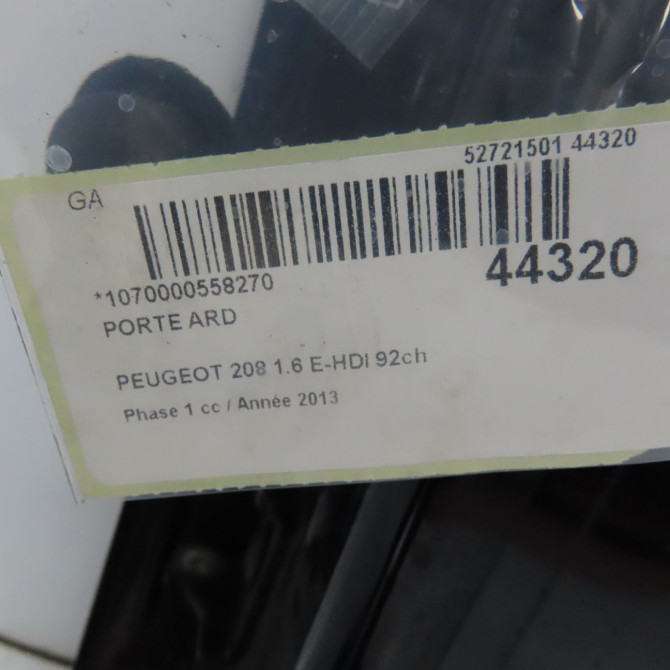 52721501 44320
GA
44320
*1070000558270
PORTE ARD
PEUGEOT 208 1.6 E-HDI 92ch
Phase 1 cc / Année 2013